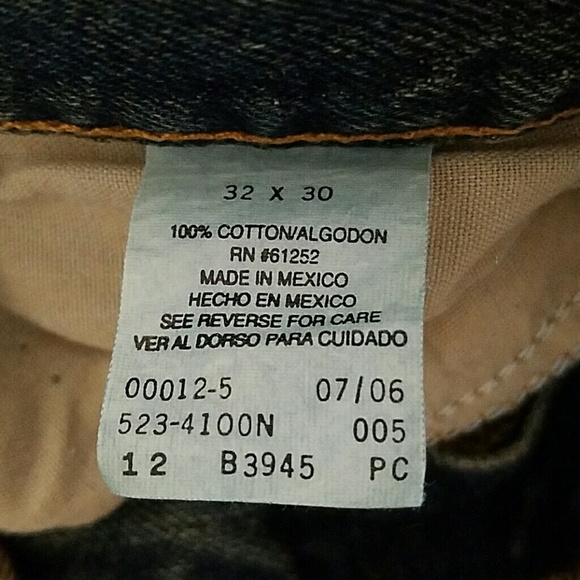 32 X 30
100% COTTON/ALGODON
RN #61252
MADE IN MEXICO
HECHO EN MEXICO
SEE REVERSE FOR CARE
VER AL DORSO PARA CUIDADO
00012-5 07/06
523-4100N 005
12 B3945 PC